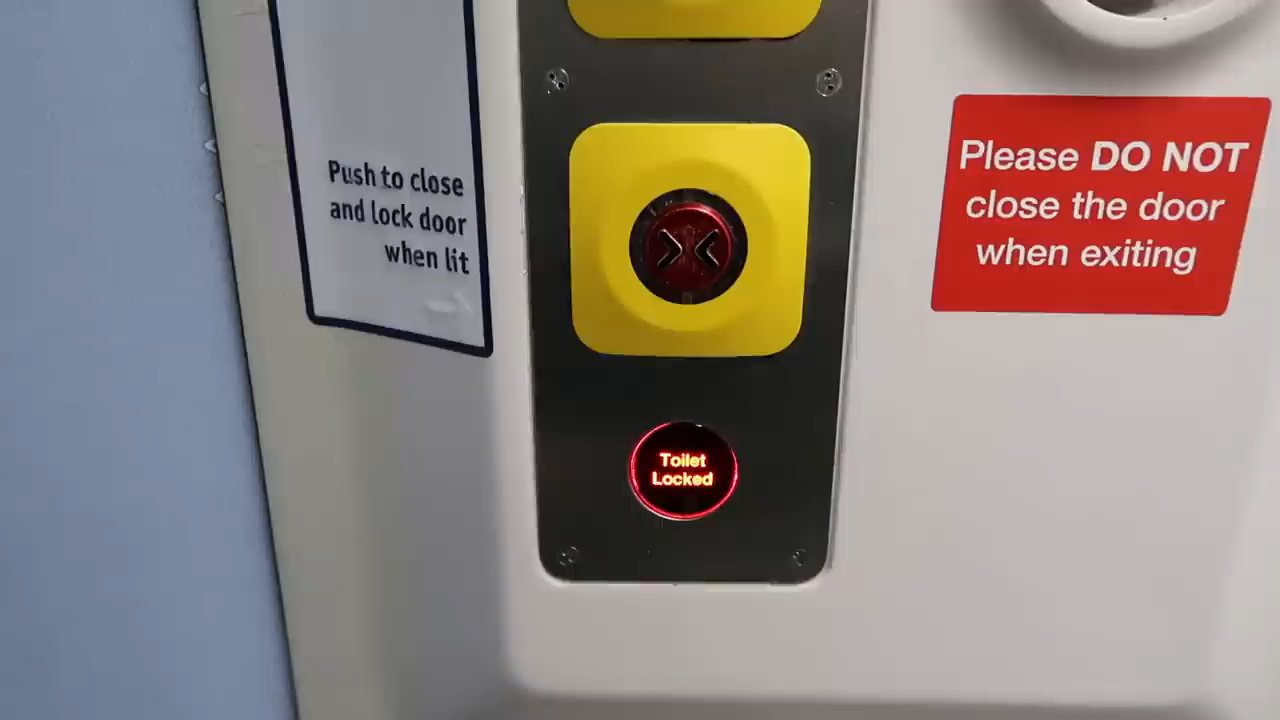 Push to close
and lock door
when lit
Please DO NOT
close the door
when exiting
Toilet
Locked